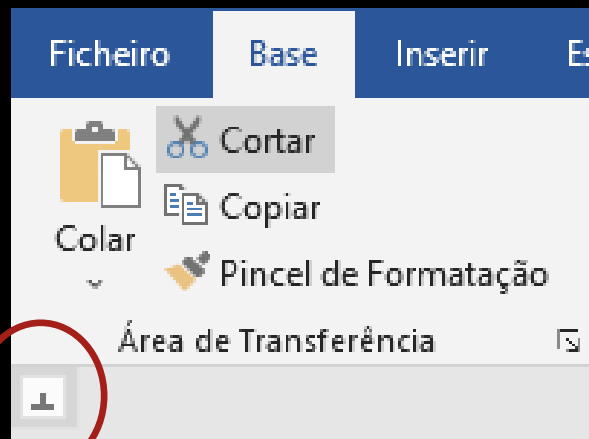 Ficheiro Base Inserir
Cortar
Copiar
Colar
Pincel de Formatação
Área de Transferência